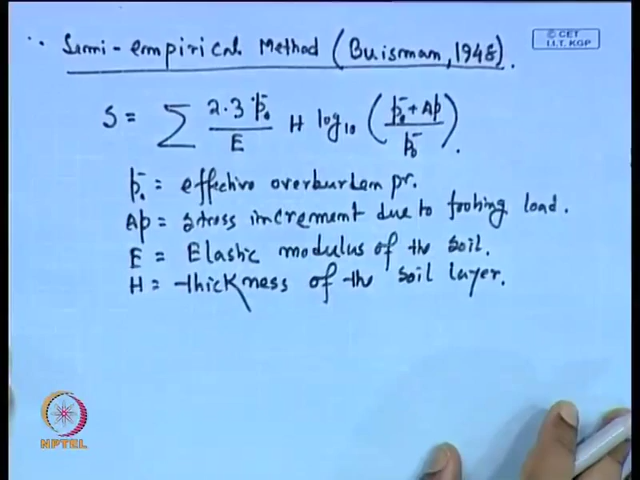 ∴ Semi-empirical Method (Buisman, 1948).
© CET
I.I.T. KGP
S = ∑ 2.3 p̄₀ / E H log₁₀ ( p̄₀ + Δp / p̄₀ ).
p̄₀ = effective overburden pr.
Δp = stress increment due to footing load.
E = Elastic modulus of the soil.
H = thickness of the soil layer.
NPTEL